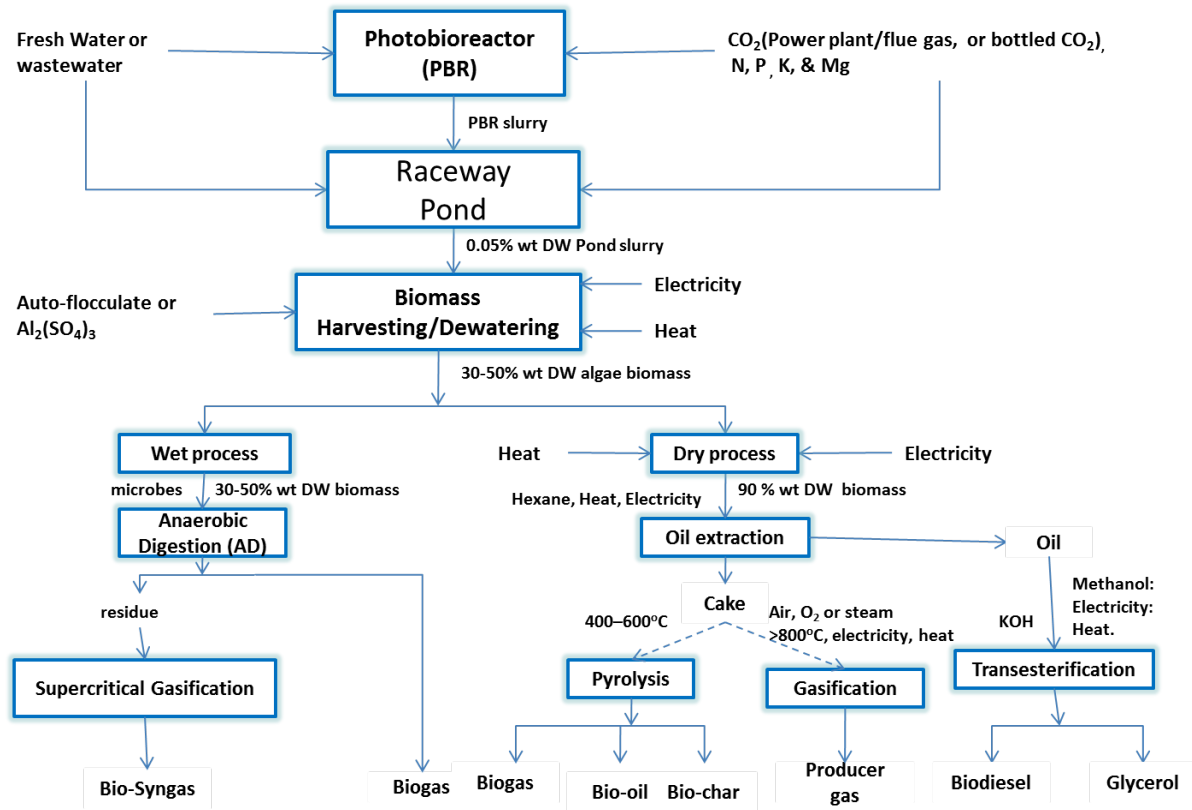 Fresh Water or
wastewater
Photobioreactor
(PBR)
CO₂(Power plant/flue gas, or bottled CO₂),
N, P, K, & Mg
PBR slurry
Raceway
Pond
0.05% wt DW Pond slurry
Auto-flocculate or
Al₂(SO₄)₃
Biomass
Harvesting/Dewatering
Electricity
Heat
30-50% wt DW algae biomass
Wet process
Heat
Dry process
Electricity
microbes
30-50% wt DW biomass
Hexane, Heat, Electricity
90 % wt DW biomass
Anaerobic
Digestion (AD)
Oil extraction
Oil
residue
Cake
400–600°C
Air, O₂ or steam
>800°C, electricity, heat
KOH
Methanol:
Electricity:
Heat.
Supercritical Gasification
Pyrolysis
Gasification
Transesterification
Bio-Syngas
Biogas
Biogas
Bio-oil
Bio-char
Producer
gas
Biodiesel
Glycerol